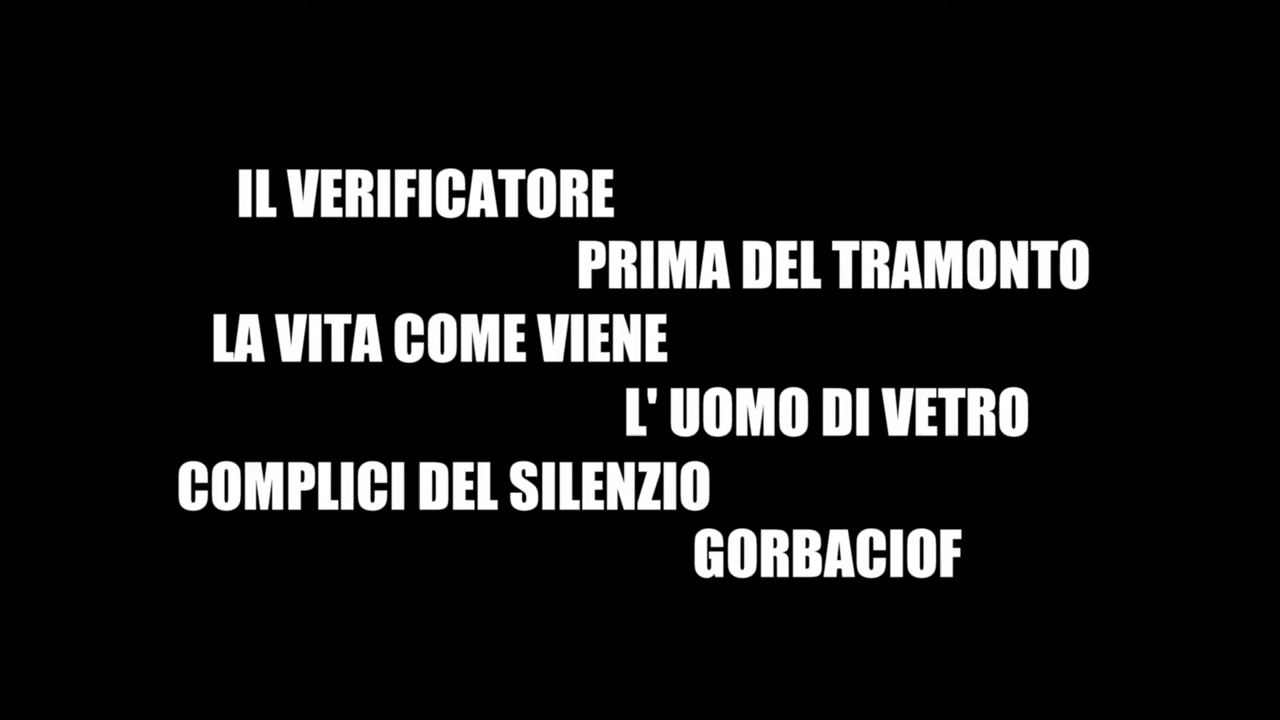 IL VERIFICATORE
PRIMA DEL TRAMONTO
LA VITA COME VIENE
L' UOMO DI VETRO
COMPLICI DEL SILENZIO
GORBACIOF